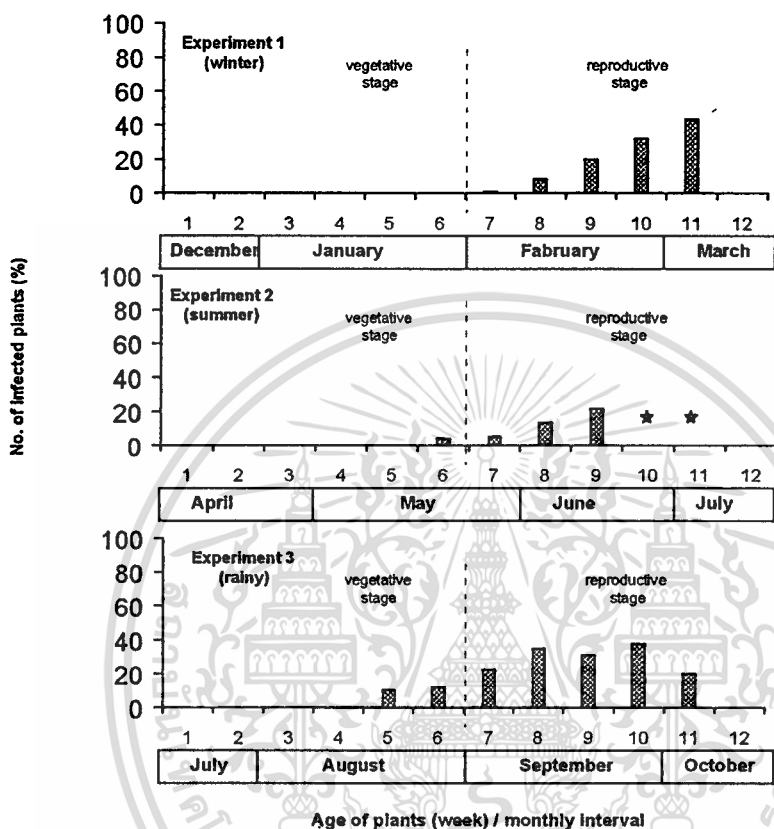 No. of infected plants (%)
100
80
60
40
20
0
Experiment 1
(winter)
vegetative
stage
reproductive
stage
1 2 3 4 5 6 7 8 9 10 11 12
December January Fabruary March
100
80
60
40
20
0
Experiment 2
(summer)
vegetative
stage
reproductive
stage
1 2 3 4 5 6 7 8 9 10 11 12
April May June July
100
80
60
40
20
0
Experiment 3
(rainy)
vegetative
stage
reproductive
stage
1 2 3 4 5 6 7 8 9 10 11 12
July August September October
Age of plants (week) / monthly interval